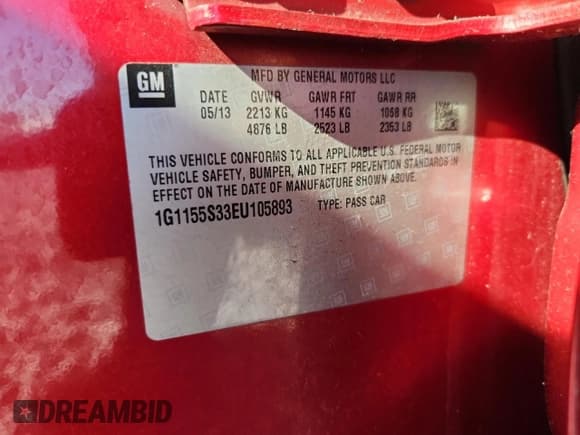 GM
MFD BY GENERAL MOTORS LLC
DATE GVWR GAWR FRT GAWR RR
05/13 2213 KG 1145 KG 1068 KG
4876 LB 2523 LB 2353 LB
THIS VEHICLE CONFORMS TO ALL APPLICABLE U.S. FEDERAL MOTOR
VEHICLE SAFETY, BUMPER, AND THEFT PREVENTION STANDARDS IN
EFFECT ON THE DATE OF MANUFACTURE SHOWN ABOVE.
1G1155S33EU105893 TYPE: PASS CAR
DREAMBID